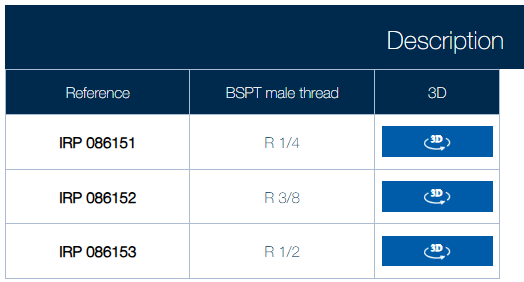 Description
Reference BSPT male thread 3D
IRP 086151 R 1/4 3D
IRP 086152 R 3/8 3D
IRP 086153 R 1/2 3D